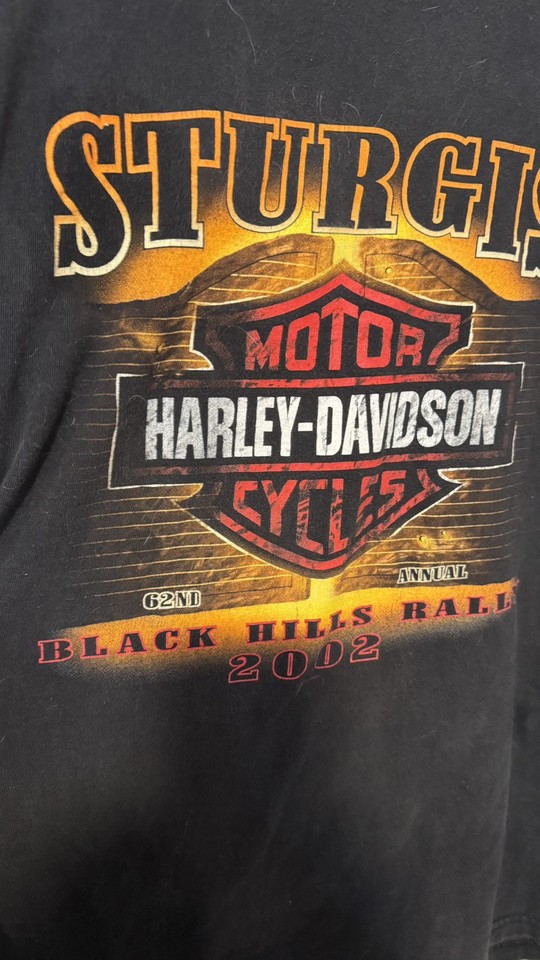 STURGIS
MOTOR
HARLEY-DAVIDSON
CYCLES
62ND ANNUAL
BLACK HILLS RALLY
2002